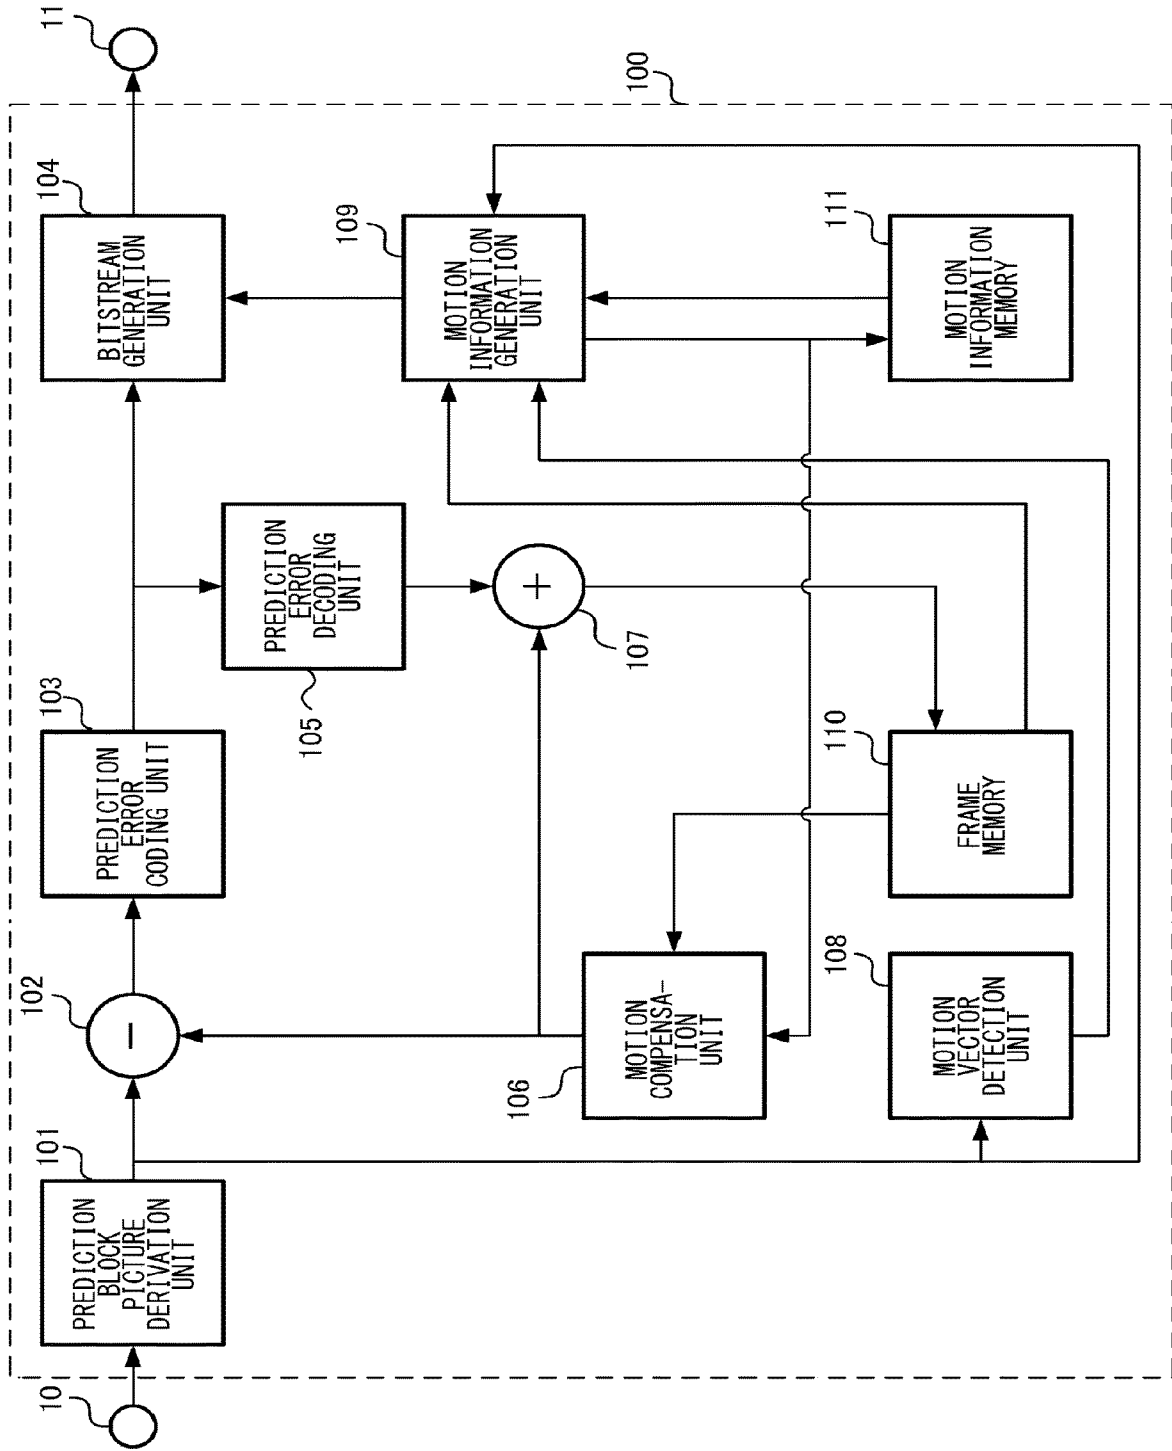 10
PREDICTION
BLOCK
PICTURE
DERIVATION
UNIT
101
−
102
PREDICTION
ERROR
CODING UNIT
103
BITSTREAM
GENERATION
UNIT
104
11
100
PREDICTION
ERROR
DECODING
UNIT
105
+
107
MOTION
COMPENSA-
TION
UNIT
106
MOTION
INFORMATION
GENERATION
UNIT
109
MOTION
VECTOR
DETECTION
UNIT
108
FRAME
MEMORY
110
MOTION
INFORMATION
MEMORY
111